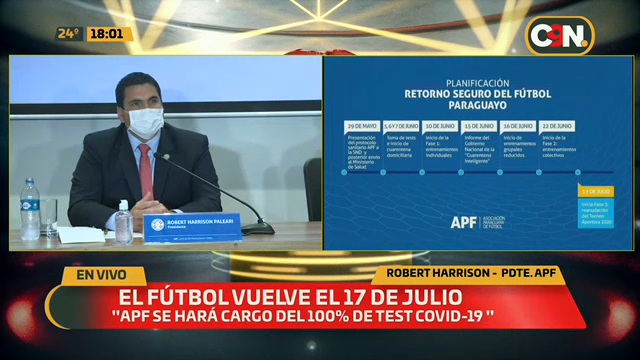 24º 18:01
C9N.
PLANIFICACIÓN
RETORNO SEGURO DEL FÚTBOL
PARAGUAYO
29 DE MAYO
Presentación
del protocolo
sanitario APF a
la SND y
posterior envío
al Ministerio
de Salud
5, 6 Y 7 DE JUNIO
Toma de tests
e inicio de
cuarentena
domiciliaria
10 DE JUNIO
Inicio de la
Fase 1:
entrenamientos
individuales
15 DE JUNIO
Informe del
Gobierno
Nacional de la
"Cuarentena
Inteligente"
16 DE JUNIO
Inicio de
entrenamientos
grupales
reducidos
22 DE JUNIO
Inicio de la
Fase 2:
entrenamientos
colectivos
17 DE JULIO
Inicia Fase 3:
reanudación del
Torneo
Apertura 2020
APF ASOCIACIÓN
PARAGUAYA
DE FÚTBOL
ROBERT HARRISON PALEARI
Presidente
EN VIVO
ROBERT HARRISON - PDTE. APF
EL FÚTBOL VUELVE EL 17 DE JULIO
"APF SE HARÁ CARGO DEL 100% DE TEST COVID-19 "